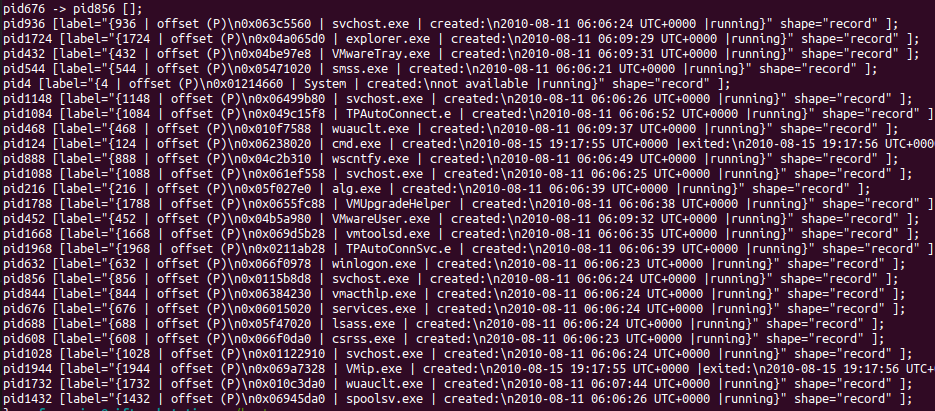 pid676 -> pid856 [];
pid936 [label="{936 | offset (P)\n0x063c5560 | svchost.exe | created:\n2010-08-11 06:06:24 UTC+0000 |running}" shape="record" ];
pid1724 [label="{1724 | offset (P)\n0x04a065d0 | explorer.exe | created:\n2010-08-11 06:09:29 UTC+0000 |running}" shape="record" ];
pid432 [label="{432 | offset (P)\n0x04be97e8 | VMwareTray.exe | created:\n2010-08-11 06:09:31 UTC+0000 |running}" shape="record" ];
pid544 [label="{544 | offset (P)\n0x05471020 | smss.exe | created:\n2010-08-11 06:06:21 UTC+0000 |running}" shape="record" ];
pid4 [label="{4 | offset (P)\n0x01214660 | System | created:\nnot available |running}" shape="record" ];
pid1148 [label="{1148 | offset (P)\n0x06499b80 | svchost.exe | created:\n2010-08-11 06:06:26 UTC+0000 |running}" shape="record" ];
pid1084 [label="{1084 | offset (P)\n0x049c15f8 | TPAutoConnect.e | created:\n2010-08-11 06:06:52 UTC+0000 |running}" shape="record" ];
pid468 [label="{468 | offset (P)\n0x010f7588 | wuauclt.exe | created:\n2010-08-11 06:09:37 UTC+0000 |running}" shape="record" ];
pid124 [label="{124 | offset (P)\n0x06238020 | cmd.exe | created:\n2010-08-15 19:17:55 UTC+0000 |exited:\n2010-08-15 19:17:56 UTC+000
pid888 [label="{888 | offset (P)\n0x04c2b310 | wscntfy.exe | created:\n2010-08-11 06:06:49 UTC+0000 |running}" shape="record" ];
pid1088 [label="{1088 | offset (P)\n0x061ef558 | svchost.exe | created:\n2010-08-11 06:06:25 UTC+0000 |running}" shape="record" ];
pid216 [label="{216 | offset (P)\n0x05f027e0 | alg.exe | created:\n2010-08-11 06:06:39 UTC+0000 |running}" shape="record" ];
pid1788 [label="{1788 | offset (P)\n0x0655fc88 | VMUpgradeHelper | created:\n2010-08-11 06:06:38 UTC+0000 |running}" shape="record" ];
pid452 [label="{452 | offset (P)\n0x04b5a980 | VMwareUser.exe | created:\n2010-08-11 06:09:32 UTC+0000 |running}" shape="record" ];
pid1668 [label="{1668 | offset (P)\n0x069d5b28 | vmtoolsd.exe | created:\n2010-08-11 06:06:35 UTC+0000 |running}" shape="record" ];
pid1968 [label="{1968 | offset (P)\n0x0211ab28 | TPAutoConnSvc.e | created:\n2010-08-11 06:06:39 UTC+0000 |running}" shape="record" ];
pid632 [label="{632 | offset (P)\n0x066f0978 | winlogon.exe | created:\n2010-08-11 06:06:23 UTC+0000 |running}" shape="record" ];
pid856 [label="{856 | offset (P)\n0x0115b8d8 | svchost.exe | created:\n2010-08-11 06:06:24 UTC+0000 |running}" shape="record" ];
pid844 [label="{844 | offset (P)\n0x06384230 | vmacthlp.exe | created:\n2010-08-11 06:06:24 UTC+0000 |running}" shape="record" ];
pid676 [label="{676 | offset (P)\n0x06015020 | services.exe | created:\n2010-08-11 06:06:24 UTC+0000 |running}" shape="record" ];
pid688 [label="{688 | offset (P)\n0x05f47020 | lsass.exe | created:\n2010-08-11 06:06:24 UTC+0000 |running}" shape="record" ];
pid608 [label="{608 | offset (P)\n0x066f0da0 | csrss.exe | created:\n2010-08-11 06:06:23 UTC+0000 |running}" shape="record" ];
pid1028 [label="{1028 | offset (P)\n0x01122910 | svchost.exe | created:\n2010-08-11 06:06:24 UTC+0000 |running}" shape="record" ];
pid1944 [label="{1944 | offset (P)\n0x069a7328 | VMip.exe | created:\n2010-08-15 19:17:55 UTC+0000 |exited:\n2010-08-15 19:17:56 UTC+0
pid1732 [label="{1732 | offset (P)\n0x010c3da0 | wuauclt.exe | created:\n2010-08-11 06:07:44 UTC+0000 |running}" shape="record" ];
pid1432 [label="{1432 | offset (P)\n0x06945da0 | spoolsv.exe | created:\n2010-08-11 06:06:26 UTC+0000 |running}" shape="record" ];